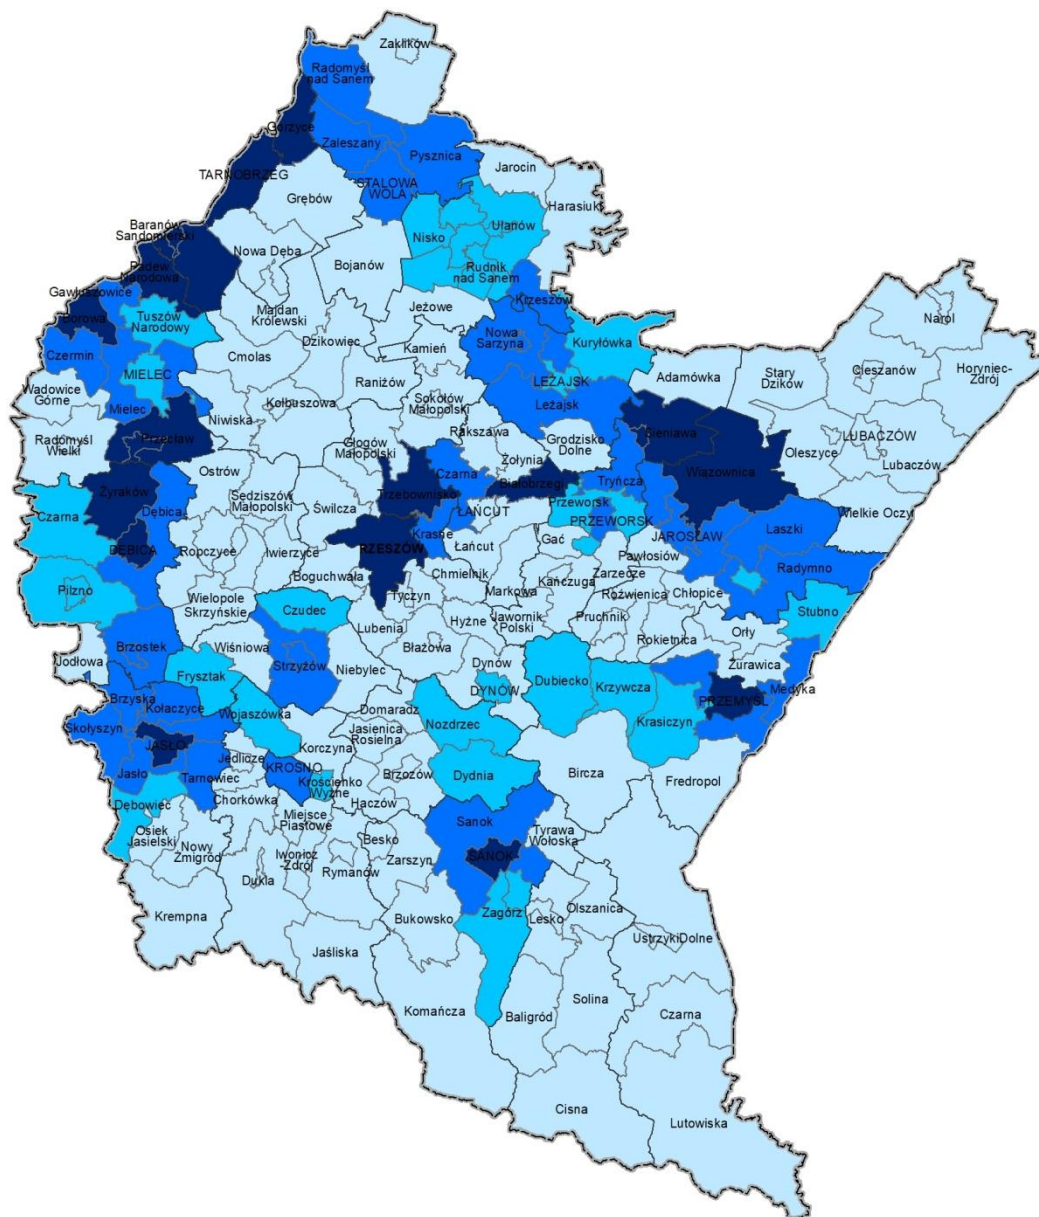 Zaklików
Radomyśl
nad Sanem
Gorzyce
Zaleszany
Pysznica
Jarocin
TARNOBRZEG
STALOWA
WOLA
Grębów
Harasiuki
Ulanów
Baranów
Sandomierski
Nisko
Nowa Dęba
Bojanów
Rudnik
nad Sanem
Padew
Narodowa
Gawłuszowice
Borowa
Tuszów
Narodowy
Majdan
Królewski
Jeżowe
Krzeszów
Narol
Czermin
Dzikowiec
Kamień
Nowa
Sarzyna
Kuryłówka
Cmolas
MIELEC
Stary
Dzików
Cieszanów
Horyniec-
Zdrój
Wadowice
Górne
Mielec
Raniżów
LEŻAJSK
Adamówka
Niwiska
Kolbuszowa
Sokołów
Małopolski
Leżajsk
Radomyśl
Wielki
Przecław
Głogów
Małopolski
Rakszawa
Grodzisko
Dolne
Sieniawa
LUBACZÓW
Oleszyce
Lubaczów
Ostrów
Żołynia
Wiązownica
Czarna
Żyraków
Dębica
Sędziszów
Małopolski
Świlcza
Trzebownisko
Czarna
Białobrzegi
Tryńcza
Przeworsk
Wielkie Oczy
ŁAŃCUT
PRZEWORSK
Laszki
DĘBICA
Ropczyce
Iwierzyce
RZESZÓW
Krasne
Łańcut
Gać
JAROSŁAW
Pawłosiów
Radymno
Boguchwała
Chmielnik
Kańczuga
Zarzecze
Pilzno
Wielopole
Skrzyńskie
Tyczyn
Markowa
Roźwienica
Chłopice
Czudec
Lubenia
Hyżne
Jawornik
Polski
Pruchnik
Stubno
Rokietnica
Orły
Jodłowa
Brzostek
Wiśniowa
Strzyżów
Niebylec
Błażowa
Dynów
Żurawica
Frysztak
DYNÓW
Dubiecko
Krzywcza
PRZEMYŚL
Medyka
Brzyska
Kołaczyce
Wojaszówka
Domaradz
Nozdrzec
Krasiczyn
Skołyszyn
JASŁO
Jasienica
Rosielna
Korczyna
Jedlicze
KROSNO
Brzozów
Dydnia
Bircza
Fredropol
Jasło
Tarnowiec
Krościenko
Wyżne
Dębowiec
Chorkówka
Haczów
Miejsce
Piastowe
Sanok
Tyrawa
Wołoska
Osiek
Jasielski
Nowy
Żmigród
Besko
Iwonicz
-Zdrój
Zarszyn
SANOK
Dukla
Rymanów
Krempna
Bukowsko
Zagórz
Lesko
Olszanica
UstrzykiDolne
Jaśliska
Komańcza
Baligród
Solina
Czarna
Cisna
Lutowiska